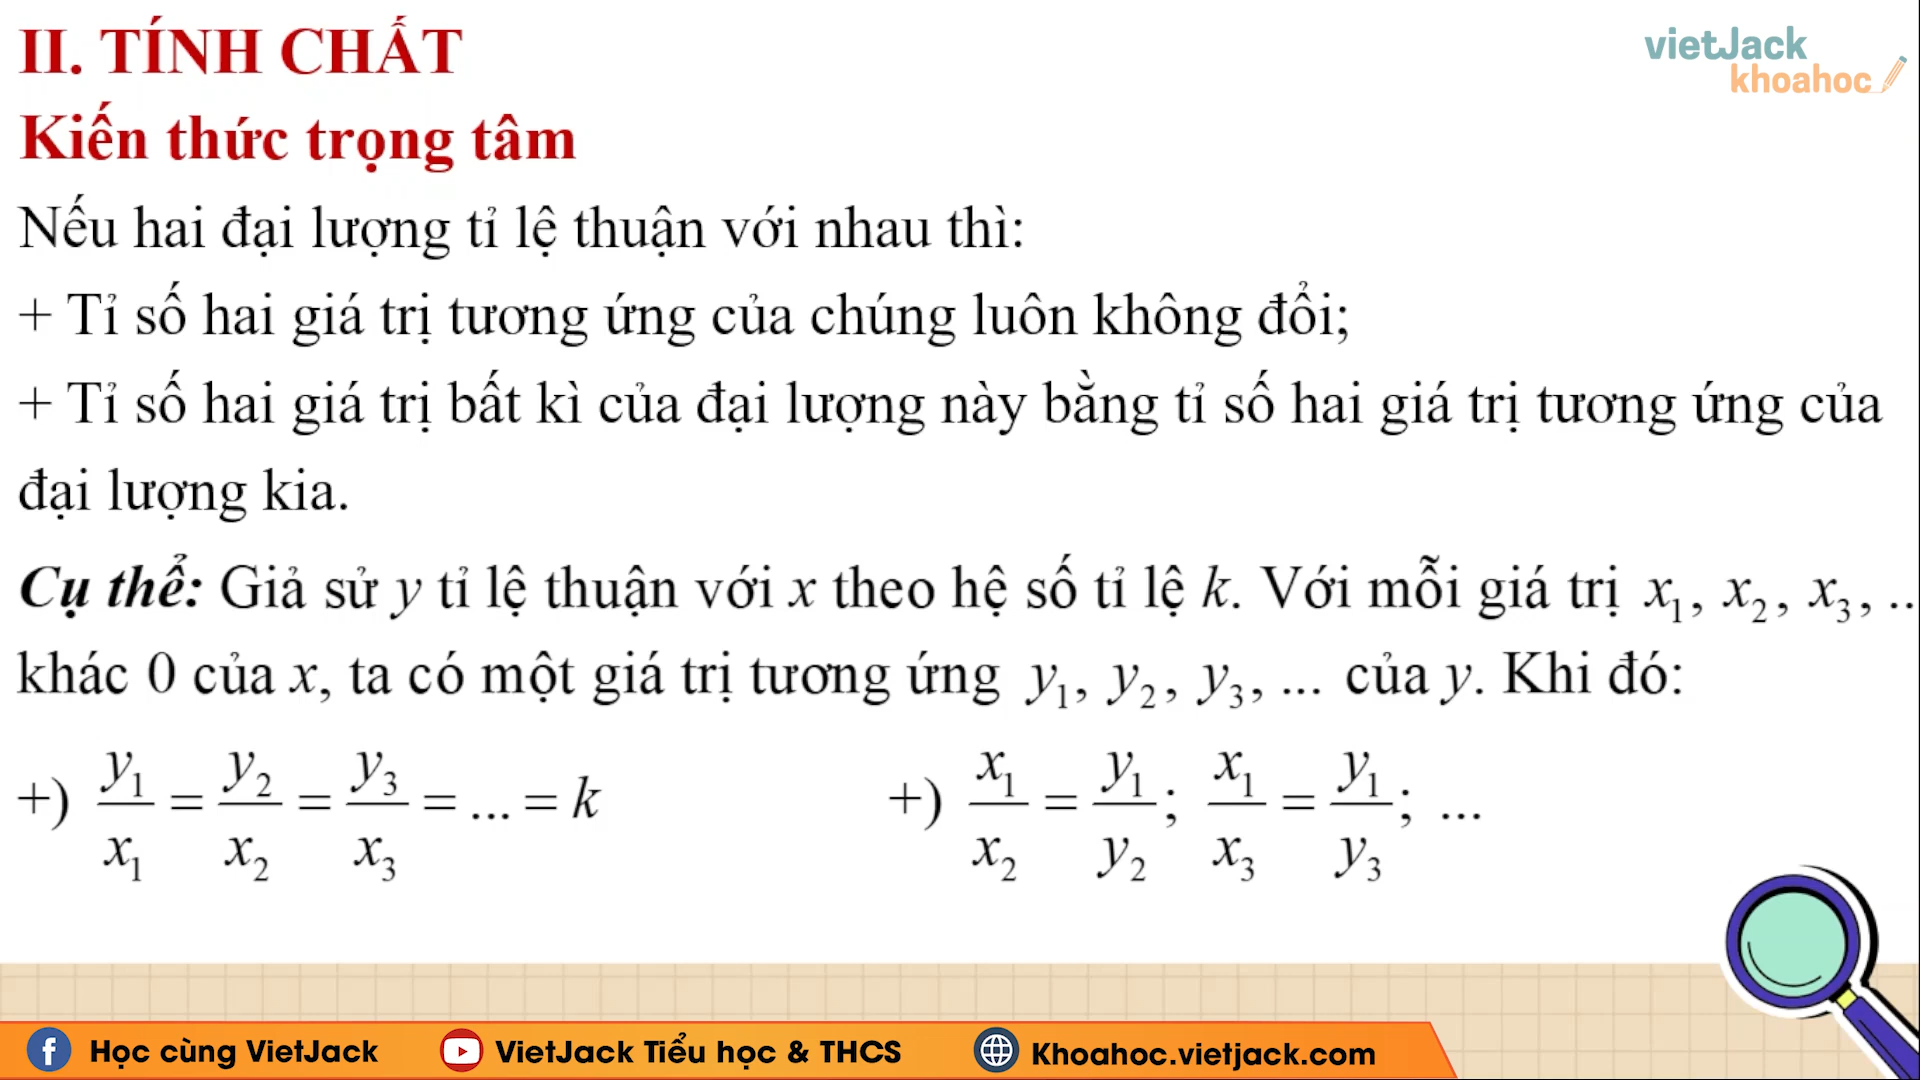 II. TÍNH CHẤT
vietJack
khoahoc
Kiến thức trọng tâm
Nếu hai đại lượng tỉ lệ thuận với nhau thì:
+ Tỉ số hai giá trị tương ứng của chúng luôn không đổi;
+ Tỉ số hai giá trị bất kì của đại lượng này bằng tỉ số hai giá trị tương ứng của
đại lượng kia.
Cụ thể: Giả sử y tỉ lệ thuận với x theo hệ số tỉ lệ k. Với mỗi giá trị x₁, x₂, x₃, ..
khác 0 của x, ta có một giá trị tương ứng y₁, y₂, y₃, ... của y. Khi đó:
+) y₁/x₁ = y₂/x₂ = y₃/x₃ = ... = k +) x₁/x₂ = y₁/y₂; x₁/x₃ = y₁/y₃; ...
Học cùng VietJack VietJack Tiểu học & THCS Khoahoc.vietjack.com